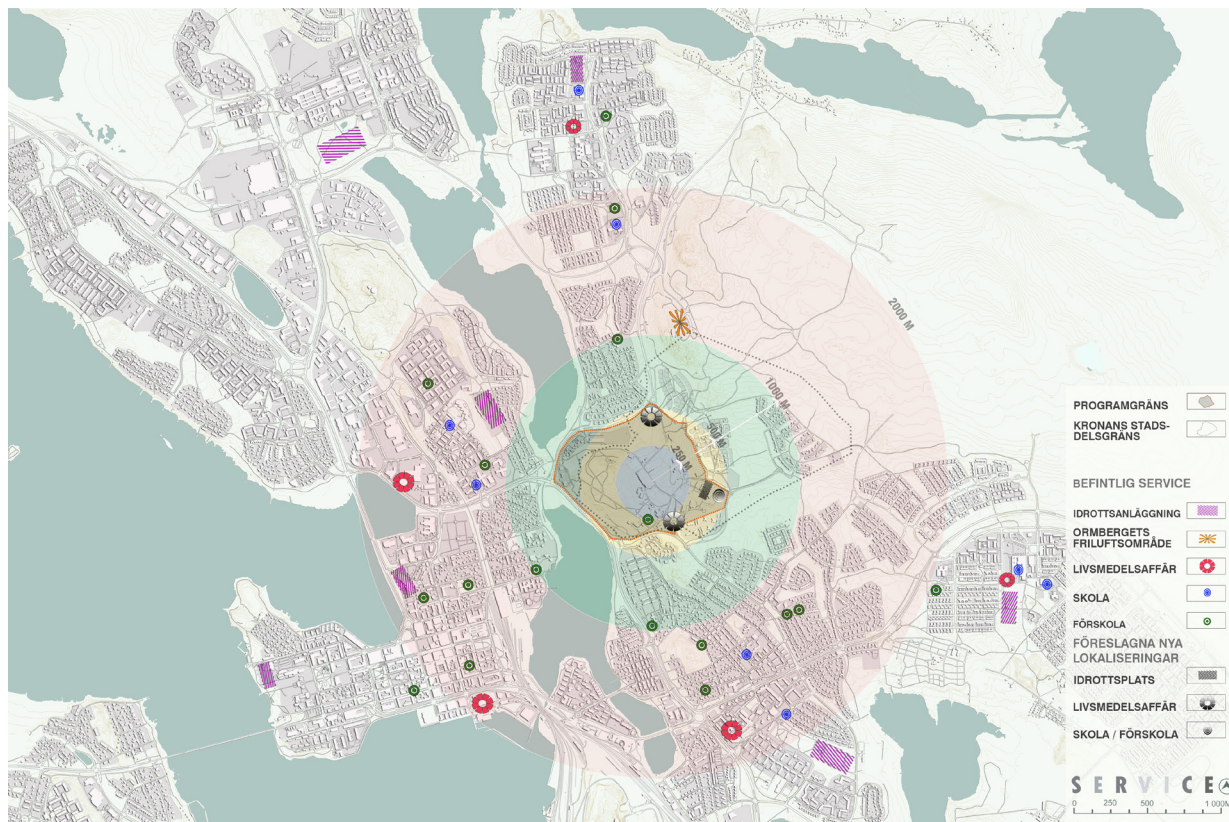 2000 M
1000 M
500 M
250 M
PROGRAMGRÄNS
KRONANS STADS-
DELSGRÄNS
BEFINTLIG SERVICE
IDROTTSANLÄGGNING
ORMBERGETS
FRILUFTSOMRÅDE
LIVSMEDELSAFFÄR
SKOLA
FÖRSKOLA
FÖRESLAGNA NYA
LOKALISERINGAR
IDROTTSPLATS
LIVSMEDELSAFFÄR
SKOLA / FÖRSKOLA
SERVICE
0 250 500 1 000M